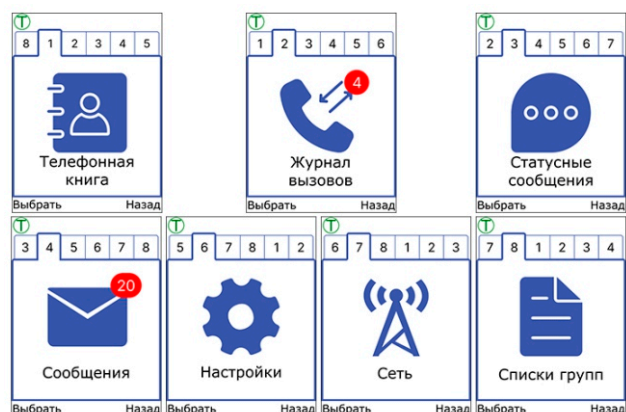 T
8 1 2 3 4 5
Телефонная
книга
Выбрать Назад
T
1 2 3 4 5 6
4
Журнал
вызовов
Выбрать Назад
T
2 3 4 5 6 7
Статусные
сообщения
Выбрать Назад
T
3 4 5 6 7 8
20
Сообщения
Выбрать Назад
T
5 6 7 8 1 2
Настройки
Выбрать Назад
T
6 7 8 1 2 3
Сеть
Выбрать Назад
T
7 8 1 2 3 4
Списки групп
Выбрать Назад